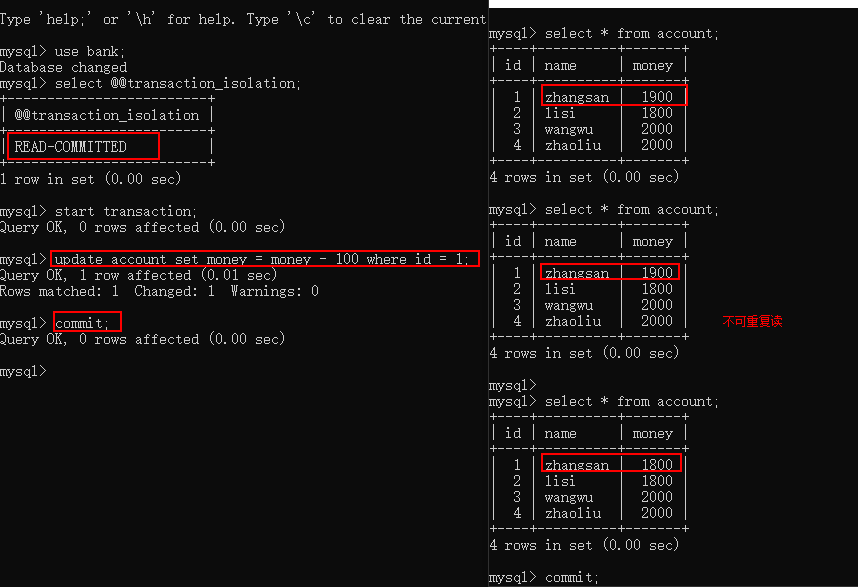 Type 'help;' or '\h' for help. Type '\c' to clear the current
mysql> use bank;
Database changed
mysql> select @@transaction_isolation;
+-------------------------+
| @@transaction_isolation |
+-------------------------+
| READ-COMMITTED          |
+-------------------------+
1 row in set (0.00 sec)
mysql> start transaction;
Query OK, 0 rows affected (0.00 sec)
mysql> update account set money = money - 100 where id = 1;
Query OK, 1 row affected (0.01 sec)
Rows matched: 1  Changed: 1  Warnings: 0
mysql> commit;
Query OK, 0 rows affected (0.00 sec)
mysql>
mysql> select * from account;
+----+----------+-------+
| id | name     | money |
+----+----------+-------+
|  1 | zhangsan |  1900 |
|  2 | lisi     |  1800 |
|  3 | wangwu   |  2000 |
|  4 | zhaoliu  |  2000 |
+----+----------+-------+
4 rows in set (0.00 sec)
mysql> select * from account;
+----+----------+-------+
| id | name     | money |
+----+----------+-------+
|  1 | zhangsan |  1900 |
|  2 | lisi     |  1800 |
|  3 | wangwu   |  2000 |
|  4 | zhaoliu  |  2000 |
+----+----------+-------+
4 rows in set (0.00 sec)
不可重复读
mysql>
mysql> select * from account;
+----+----------+-------+
| id | name     | money |
+----+----------+-------+
|  1 | zhangsan |  1800 |
|  2 | lisi     |  1800 |
|  3 | wangwu   |  2000 |
|  4 | zhaoliu  |  2000 |
+----+----------+-------+
4 rows in set (0.00 sec)
mysql> commit;